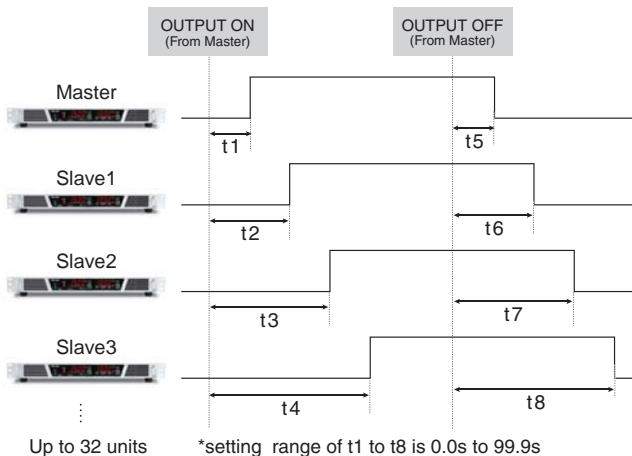 OUTPUT ON
(From Master)
OUTPUT OFF
(From Master)
Master
t1
t5
Slave1
t2
t6
Slave2
t3
t7
Slave3
t4
t8
Up to 32 units
*setting range of t1 to t8 is 0.0s to 99.9s